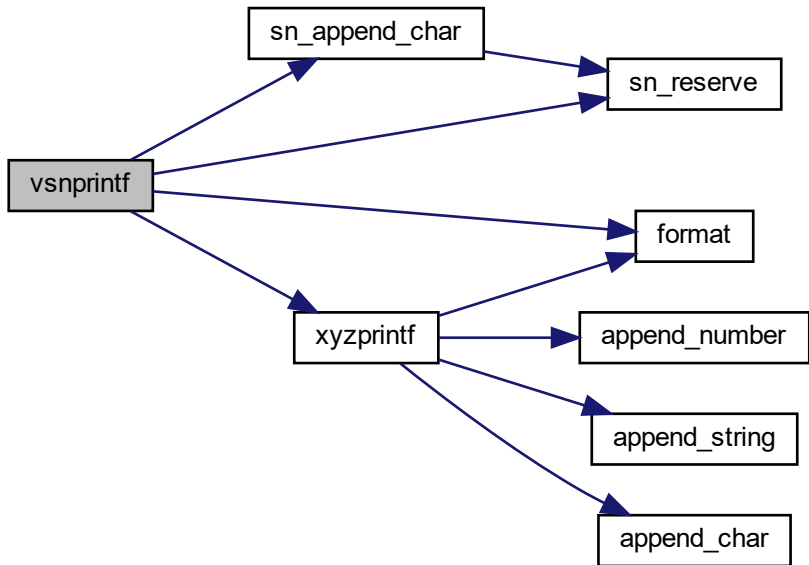 sn_append_char
sn_reserve
vsnprintf
format
xyzprintf
append_number
append_string
append_char